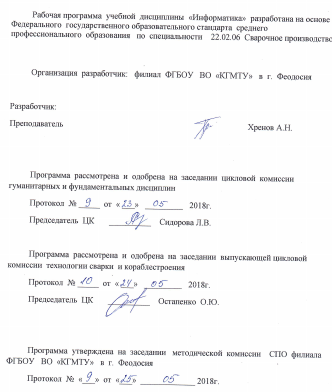 Рабочая программа учебной дисциплины «Информатика» разработана на основе
Федерального государственного образовательного стандарта среднего
профессионального образования по специальности 22.02.06 Сварочное производство
Организация разработчик: филиал ФГБОУ ВО «КГМТУ» в г. Феодосия
Разработчик:
Преподаватель Хренов А.Н.
Программа рассмотрена и одобрена на заседании цикловой комиссии
гуманитарных и фундаментальных дисциплин
Протокол № 9 от «23» 05 2018г.
Председатель ЦК Сидорова Л.В.
Программа рассмотрена и одобрена на заседании выпускающей цикловой
комиссии технологии сварки и кораблестроения
Протокол № 10 от «24» 05 2018г.
Председатель ЦК Остапенко О.Ю.
Программа утверждена на заседании методической комиссии СПО филиала
ФГБОУ ВО «КГМТУ» в г. Феодосия
Протокол № «9» от «25» 05 2018г.